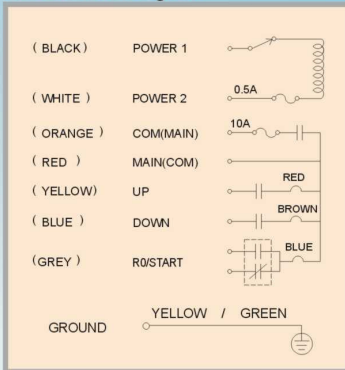 ( BLACK ) POWER 1
( WHITE ) POWER 2 0.5A
( ORANGE ) COM(MAIN) 10A
( RED ) MAIN(COM)
( YELLOW) UP RED
( BLUE ) DOWN BROWN
(GREY ) R0/START BLUE
GROUND YELLOW / GREEN